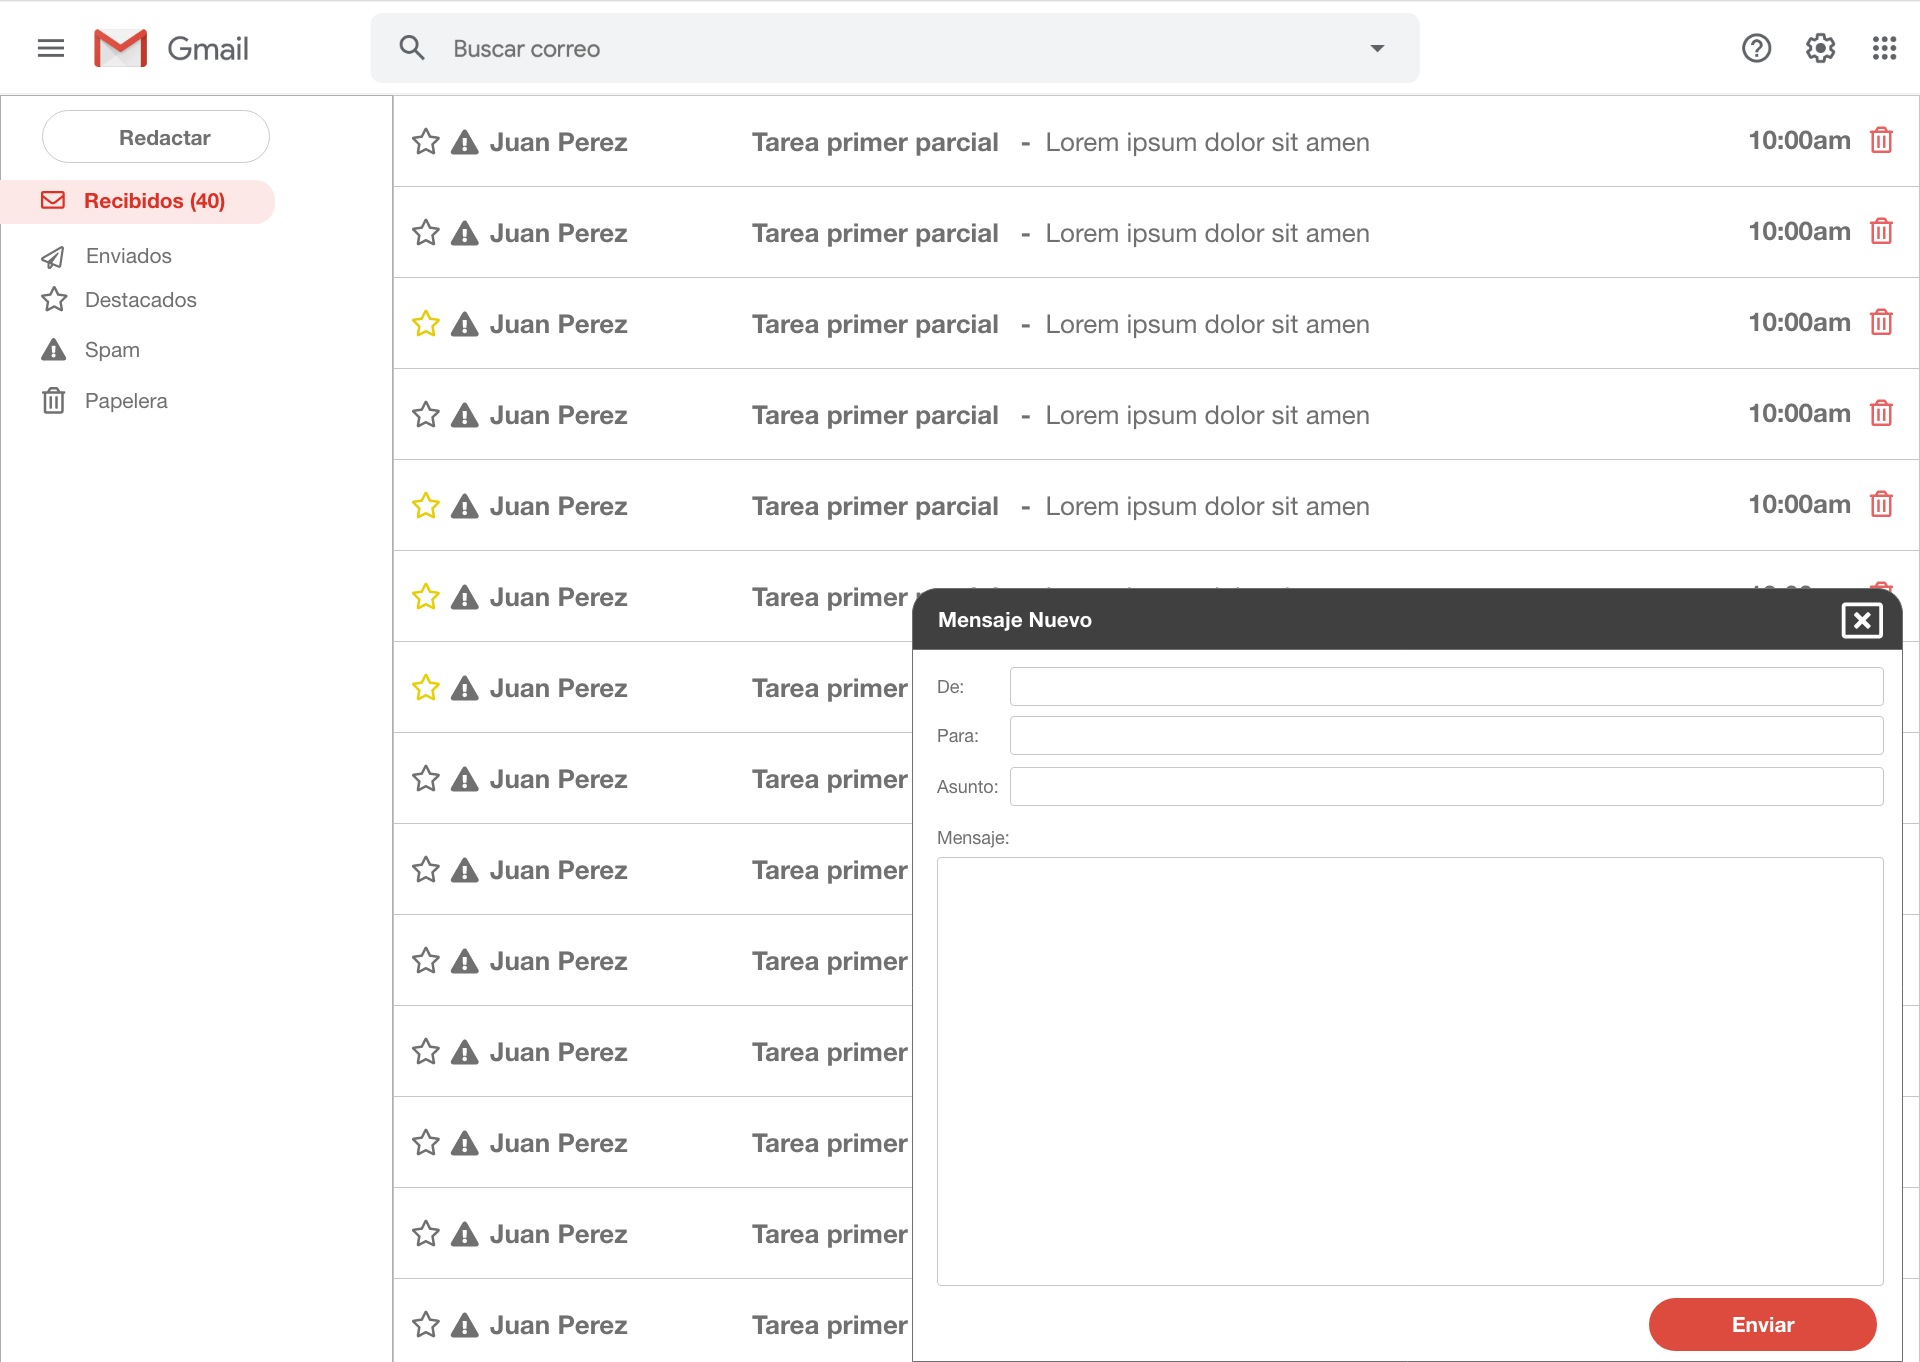 Gmail
Buscar correo
Redactar
Recibidos (40)
Enviados
Destacados
Spam
Papelera
Juan Perez Tarea primer parcial - Lorem ipsum dolor sit amen 10:00am
Juan Perez Tarea primer parcial - Lorem ipsum dolor sit amen 10:00am
Juan Perez Tarea primer parcial - Lorem ipsum dolor sit amen 10:00am
Juan Perez Tarea primer parcial - Lorem ipsum dolor sit amen 10:00am
Juan Perez Tarea primer parcial - Lorem ipsum dolor sit amen 10:00am
Juan Perez Tarea primer
Juan Perez Tarea primer
Juan Perez Tarea primer
Juan Perez Tarea primer
Juan Perez Tarea primer
Juan Perez Tarea primer
Juan Perez Tarea primer
Juan Perez Tarea primer
Juan Perez Tarea primer
Mensaje Nuevo
De:
Para:
Asunto:
Mensaje:
Enviar